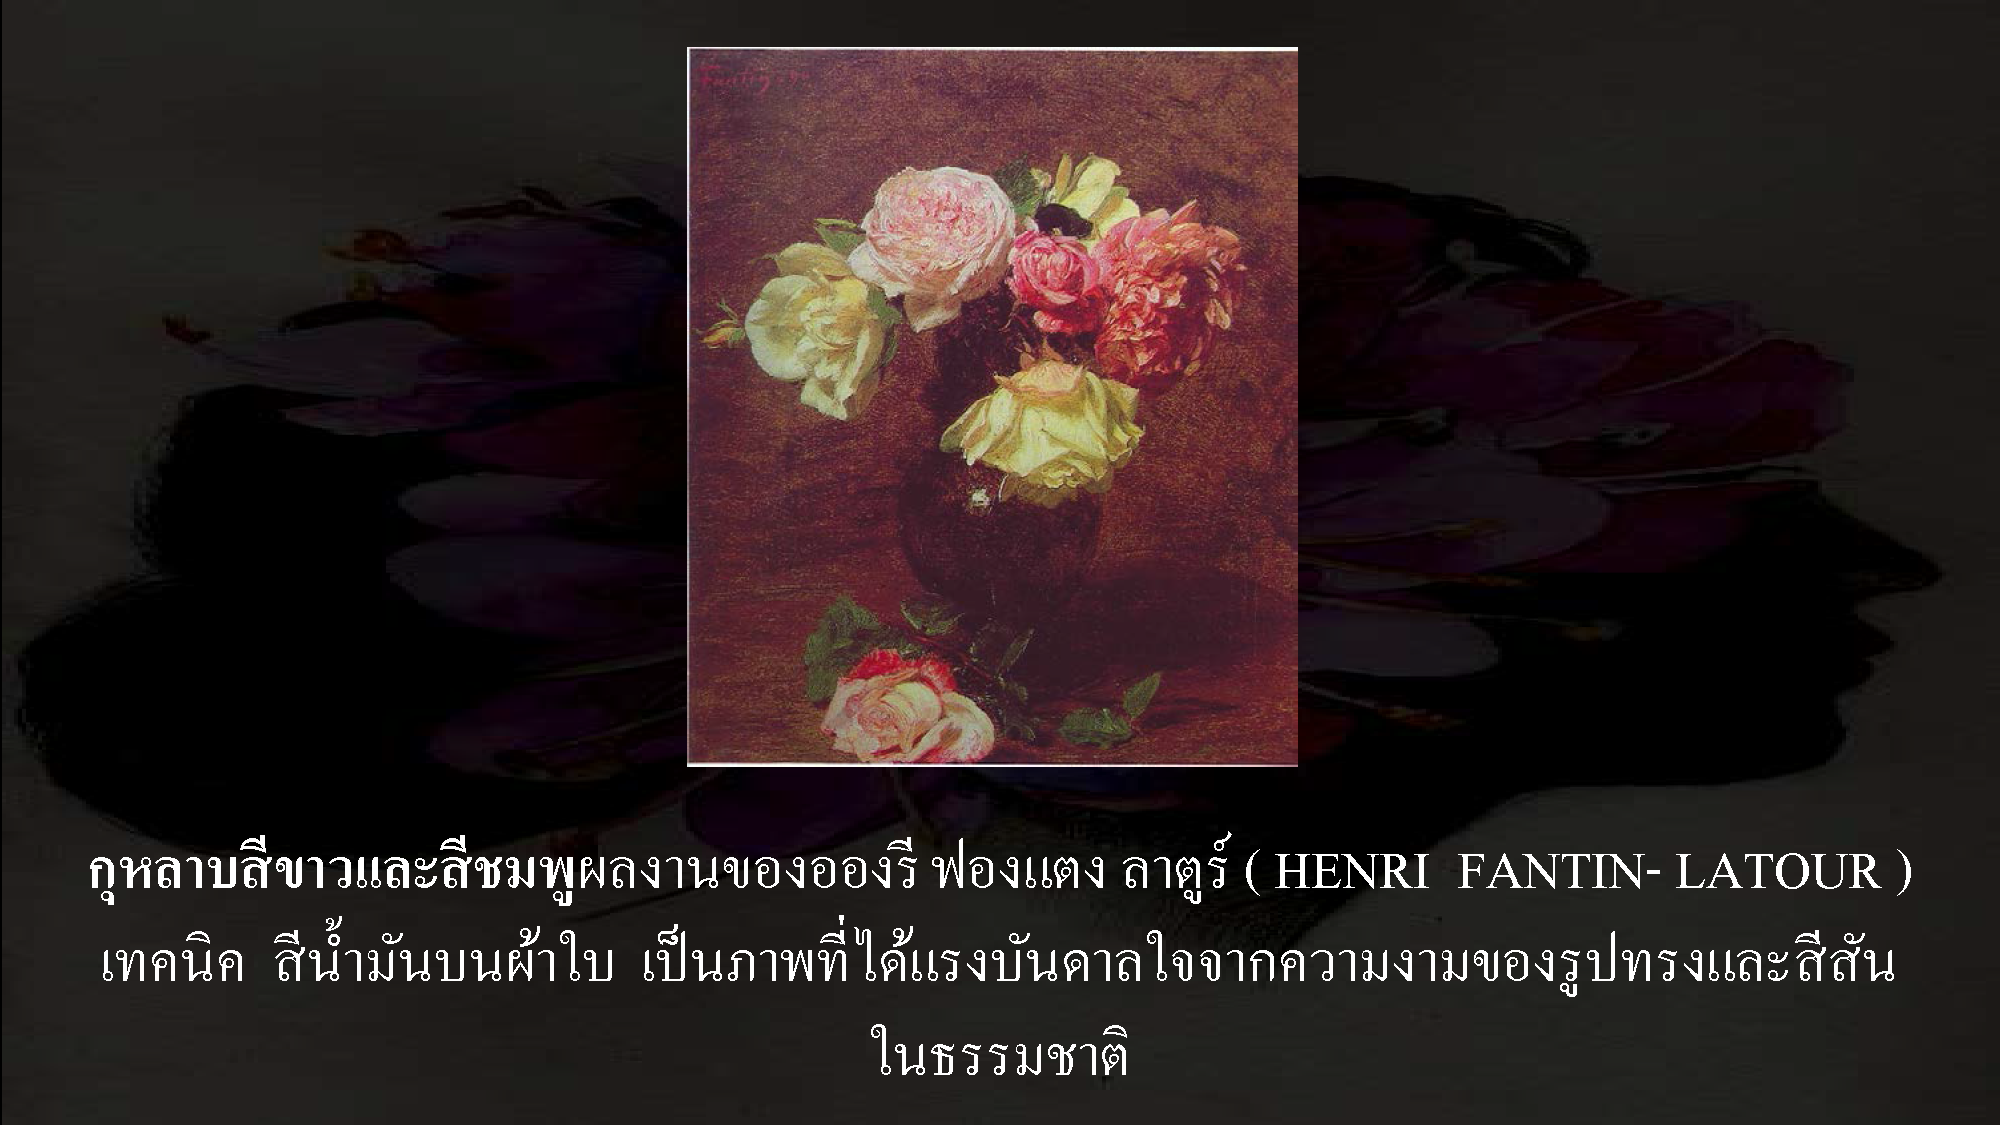 Fantin. 90
กุหลาบสีขาวและสีชมพูผลงานของอองรี ฟองแตง ลาตูร์ ( HENRI  FANTIN- LATOUR )
เทคนิค  สีน้ำมันบนผ้าใบ  เป็นภาพที่ได้แรงบันดาลใจจากความงามของรูปทรงและสีสัน
ในธรรมชาติ